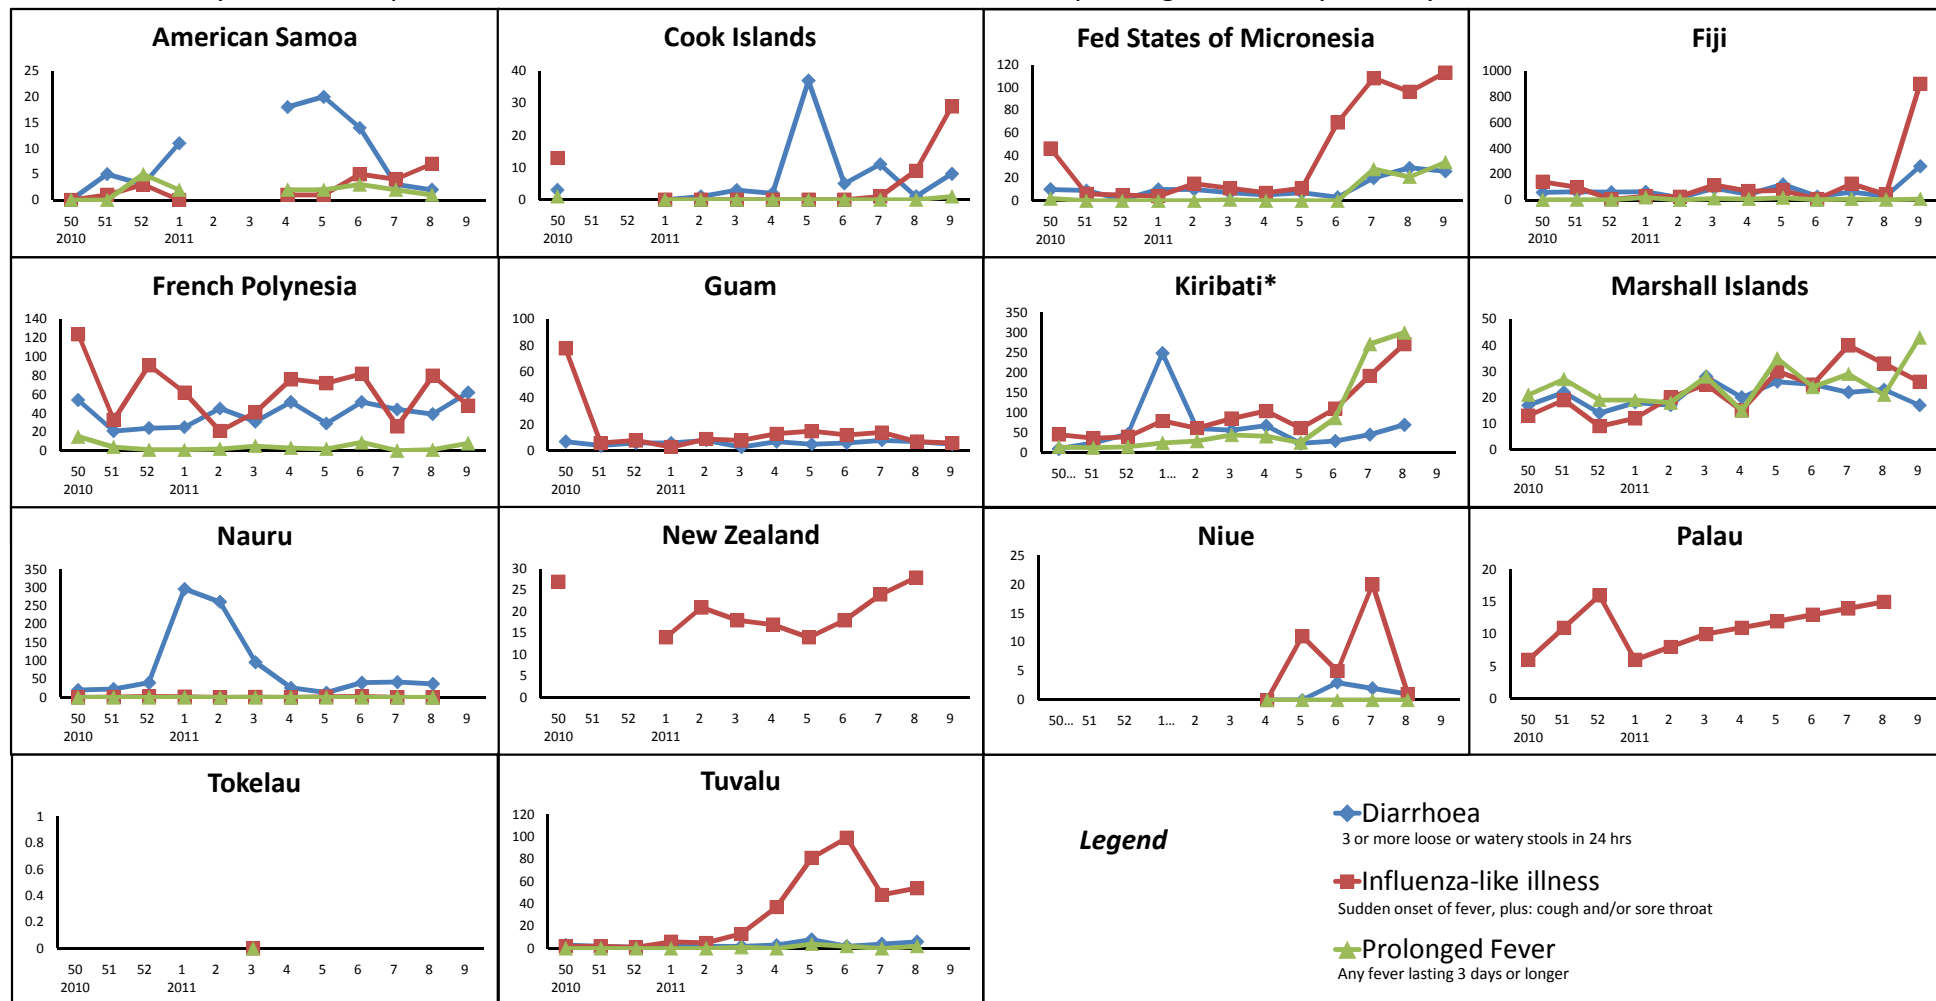 American Samoa
25
20
15
10
5
0
50 51 52 1 2 3 4 5 6 7 8 9
2010 2011
Cook Islands
40
30
20
10
0
50 51 52 1 2 3 4 5 6 7 8 9
2010 2011
Fed States of Micronesia
120
100
80
60
40
20
0
50 51 52 1 2 3 4 5 6 7 8 9
2010 2011
Fiji
1000
800
600
400
200
0
50 51 52 1 2 3 4 5 6 7 8 9
2010 2011
French Polynesia
140
120
100
80
60
40
20
0
50 51 52 1 2 3 4 5 6 7 8 9
2010 2011
Guam
100
80
60
40
20
0
50 51 52 1 2 3 4 5 6 7 8 9
2010 2011
Kiribati*
350
300
250
200
150
100
50
0
50... 51 52 1... 2 3 4 5 6 7 8 9
Marshall Islands
50
40
30
20
10
0
50 51 52 1 2 3 4 5 6 7 8 9
2010 2011
Nauru
350
300
250
200
150
100
50
0
50 51 52 1 2 3 4 5 6 7 8 9
2010 2011
New Zealand
30
25
20
15
10
5
0
50 51 52 1 2 3 4 5 6 7 8 9
2010 2011
Niue
25
20
15
10
5
0
50... 51 52 1... 2 3 4 5 6 7 8 9
Palau
20
15
10
5
0
50 51 52 1 2 3 4 5 6 7 8 9
2010 2011
Tokelau
1
0.8
0.6
0.4
0.2
0
50 51 52 1 2 3 4 5 6 7 8 9
2010 2011
Tuvalu
120
100
80
60
40
20
0
50 51 52 1 2 3 4 5 6 7 8 9
2010 2011
Legend
Diarrhoea
3 or more loose or watery stools in 24 hrs
Influenza-like illness
Sudden onset of fever, plus: cough and/or sore throat
Prolonged Fever
Any fever lasting 3 days or longer